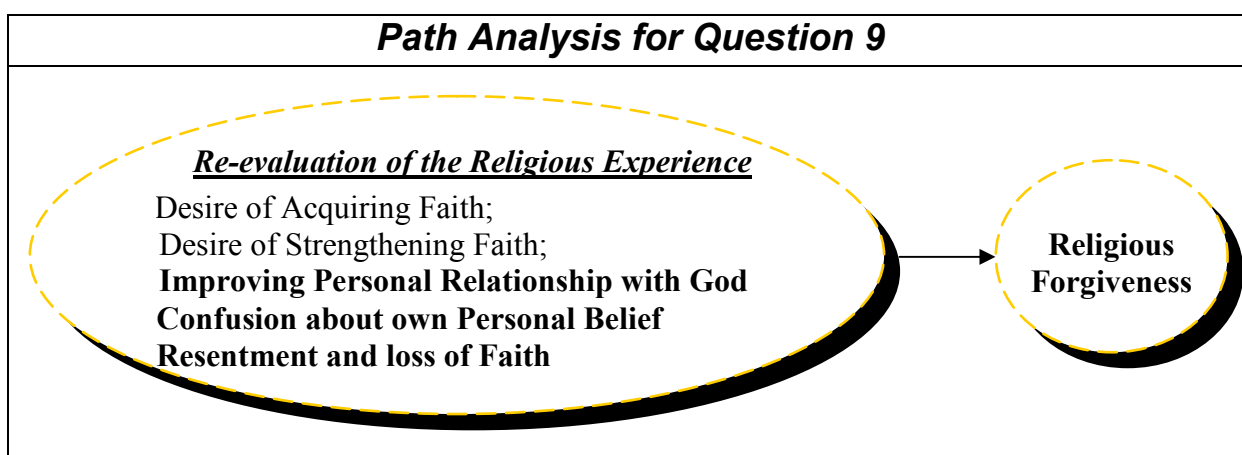 Path Analysis for Question 9
Re-evaluation of the Religious Experience
Desire of Acquiring Faith;
Desire of Strengthening Faith;
Improving Personal Relationship with God
Confusion about own Personal Belief
Resentment and loss of Faith
Religious
Forgiveness